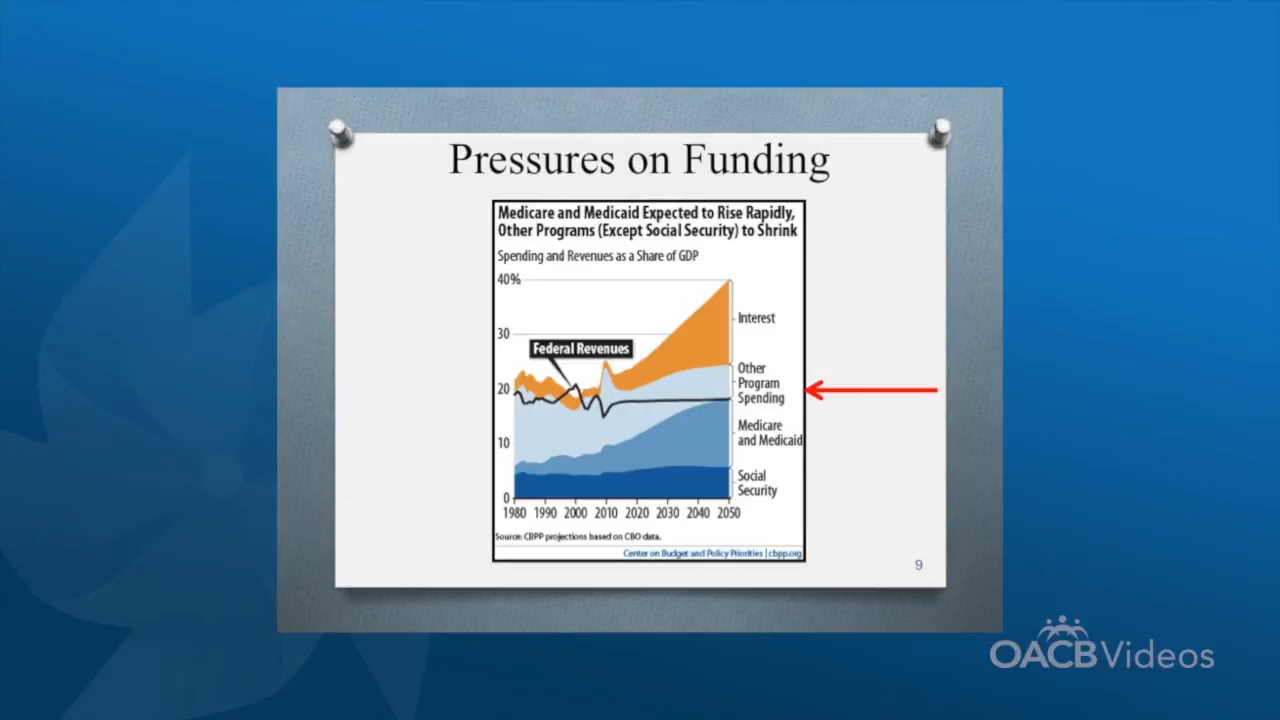 Pressures on Funding
Medicare and Medicaid Expected to Rise Rapidly,
Other Programs (Except Social Security) to Shrink
Spending and Revenues as a Share of GDP
40%
30
20
10
0
Federal Revenues
Interest
Other
Program
Spending
Medicare
and Medicaid
Social
Security
1980 1990 2000 2010 2020 2030 2040 2050
Source: CBPP projections based on CBO data.
Center on Budget and Policy Priorities | cbpp.org
9
OACBVideos